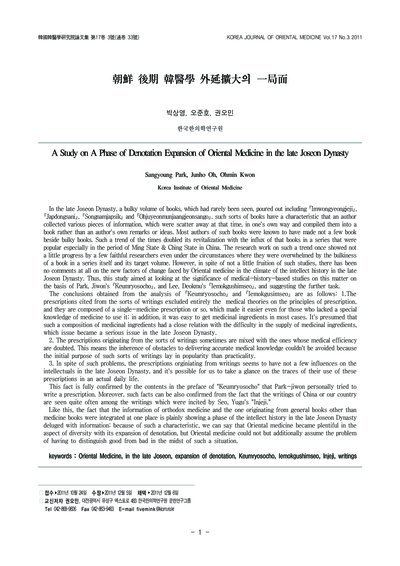 韓國韓醫學硏究院論文集 第17卷 3號(通卷 33號)
KOREA JOURNAL OF ORIENTAL MEDICINE Vol.17 No.3 2011
朝鮮 後期 韓醫學 外延擴大의 一局面
박상영, 오준호, 권오민
한국한의학연구원
A Study on A Phase of Denotation Expansion of Oriental Medicine in the late Joseon Dynasty
Sangyoung Park, Junho Oh, Ohmin Kwon
Korea Institute of Oriental Medicine
In the late Joseon Dynasty, a bulky volume of books, which had rarely been seen, poured out including『Imwongyeongjeji』,
『Japdongsani』,『Songnamjapsik』 and『Ohjuyeonmunjaangjeonsango』. such sorts of books have a characteristic that an author
collected various pieces of information, which were scatter away at that time, in one's own way and compiled them into a
book rather than an author's own remarks or ideas. Most authors of such books were known to have made not a few book
beside bulky books. Such a trend of the times doubled its revitalization with the influx of that books in a series that were
popular especially in the period of Ming State & Ching State in China. The research work on such a trend once showed not
a little progress by a few faithful researchers even under the circumstances where they were overwhelmed by the bulkiness
of a book in a series itself and its target volume. However, in spite of not a little fruition of such studies, there has been
no comments at all on the new factors of change faced by Oriental medicine in the climate of the intellect history in the late
Joseon Dynasty. Thus, this study aimed at looking at the significance of medical-history-based studies on this matter on
the basis of Park, Jiwon's 『Keumryosocho』, and Lee, Deokmu's 『Iemokgushimseo』, and suggesting the further task.
The conclusions obtained from the analysis of 『Keumryosocho』 and 『Iemokgusimseo』 are as follows: 1.The
prescriptions cited from the sorts of writings excluded entirely the medical theories on the principles of prescription,
and they are composed of a single-medicine prescription or so, which made it easier even for those who lacked a special
knowledge of medicine to use it: in addition, it was easy to get medicinal ingredients in most cases. It's presumed that
such a composition of medicinal ingredients had a close relation with the difficulty in the supply of medicinal ingredients,
which issue became a serious issue in the late Joseon Dynasty.
2. The prescriptions originating from the sorts of writings sometimes are mixed with the ones whose medical efficiency
are doubted. This means the inherence of obstacles to delivering accurate medical knowledge couldn't be avoided because
the initial purpose of such sorts of writings lay in popularity than practicality.
3. In spite of such problems, the prescriptions originating from writings seems to have not a few influences on the
intellectuals in the late Joseon Dynasty, and it's possible for us to take a glance on the traces of their use of these
prescriptions in an actual daily life.
This fact is fully confirmed by the contents in the preface of "Keumryosocho" that Park-jiwon personally tried to
write a prescription. Moreover, such facts can be also confirmed from the fact that the writings of China or our country
are seen quite often among the writings which were incited by Seo, Yugu's "Injeji."
Like this, the fact that the information of orthodox medicine and the one originating from general books other than
medicine books were integrated at one place is plainly showing a phase of the intellect history in the late Joseon Dynasty
deluged with information; because of such a characteristic, we can say that Oriental medicine became plentiful in the
aspect of diversity with its expansion of denotation, but Oriental medicine could not but additionally assume the problem
of having to distinguish good from bad in the midst of such a situation.
keywords : Oriental Medicine, in the late Joseon, expansion of denotation, Keumryosocho, Iemokgushimseo, Injeji, writings
접수▸2011년 10월 24일 수정▸2011년 12월 5일 채택▸2011년 12월 6일
교신저자 권오민, 대전광역시 유성구 엑스포로 483 한국한의학연구원 문헌연구그룹
Tel 042-868-9306 Fax 042-863-9463 E-mail
- 1 -